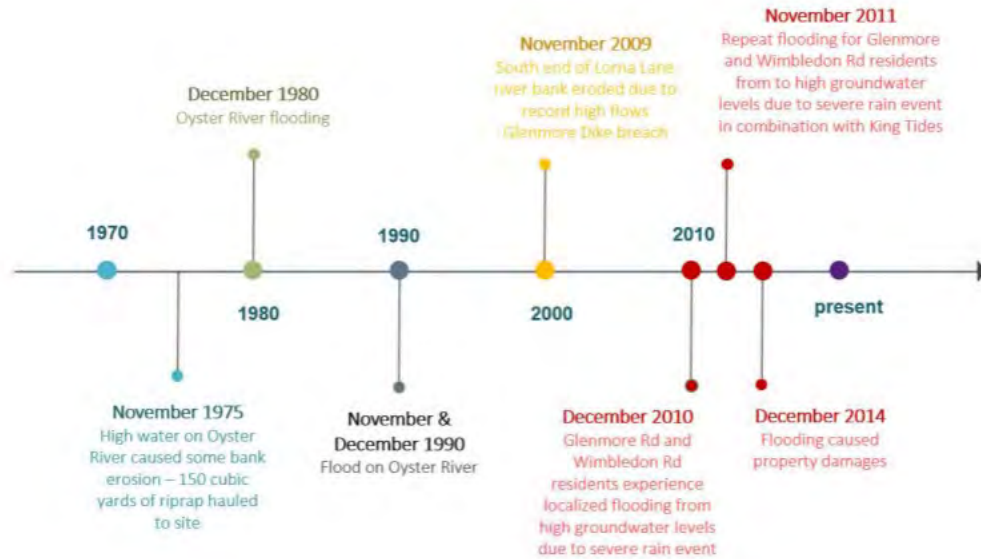 November 2011
Repeat flooding for Glenmore
and Wimbledon Rd residents
from to high groundwater
levels due to severe rain event
in combination with King Tides
November 2009
South end of Lorna Lane
river bank eroded due to
record high flows
Glenmore Dike breach
December 1980
Oyster River flooding
1970
1990
2010
1980
2000
present
November 1975
High water on Oyster
River caused some bank
erosion – 150 cubic
yards of riprap hauled
to site
November &
December 1990
Flood on Oyster River
December 2010
Glenmore Rd and
Wimbledon Rd
residents experience
localized flooding from
high groundwater levels
due to severe rain event
December 2014
Flooding caused
property damages